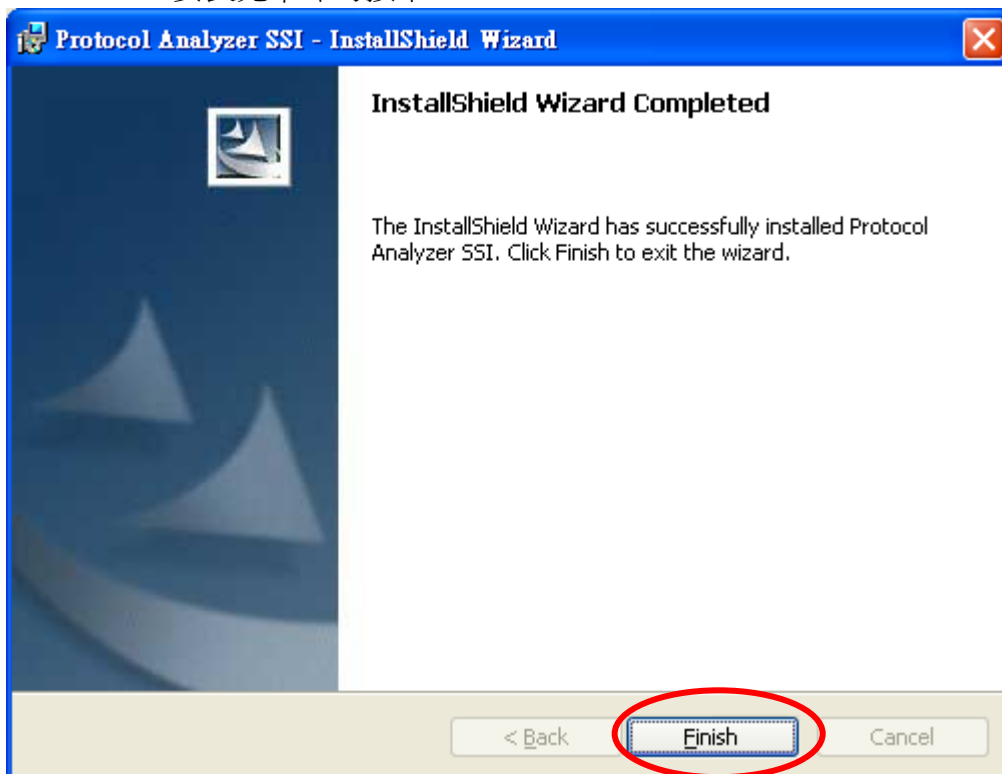 Protocol Analyzer SSI - InstallShield Wizard
InstallShield Wizard Completed
The InstallShield Wizard has successfully installed Protocol
Analyzer SSI. Click Finish to exit the wizard.
< Back Finish Cancel